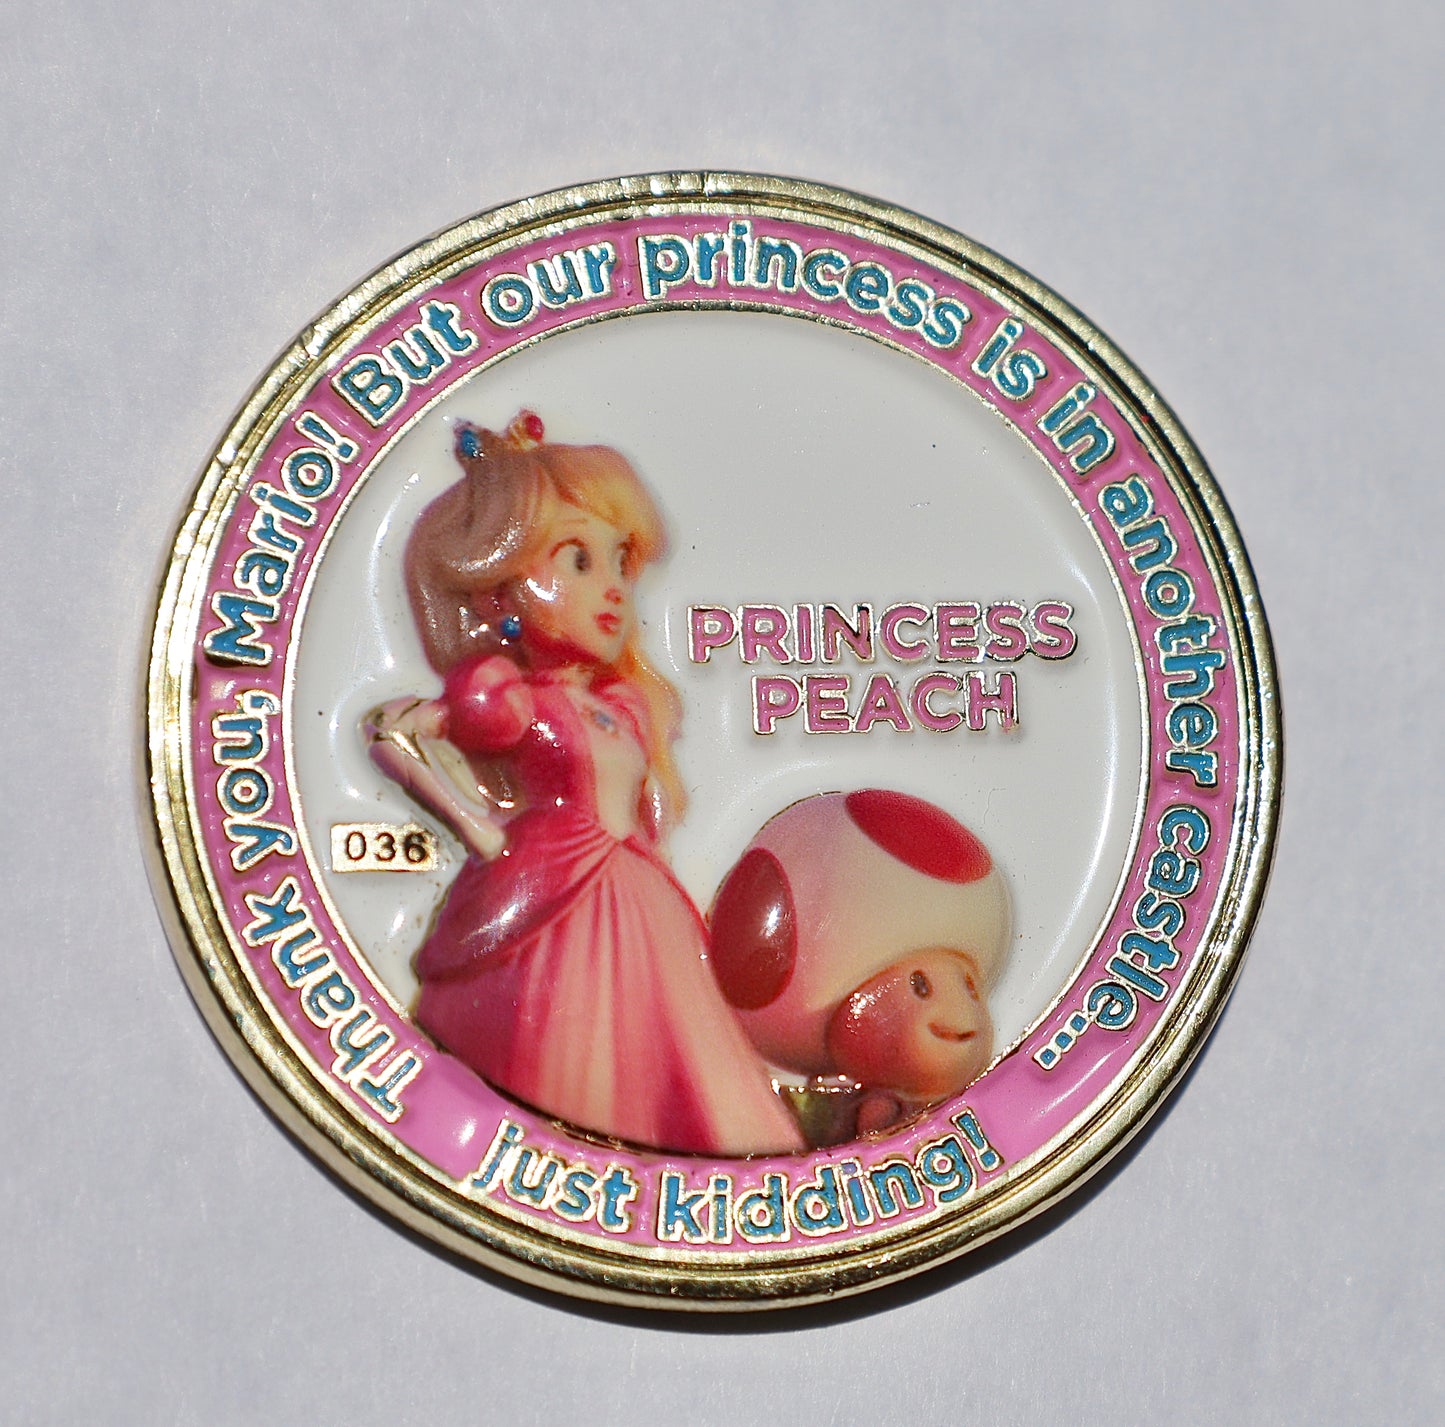 Thank you, Mario! But our princess is in another castle...
PRINCESS
PEACH
036
just kidding!